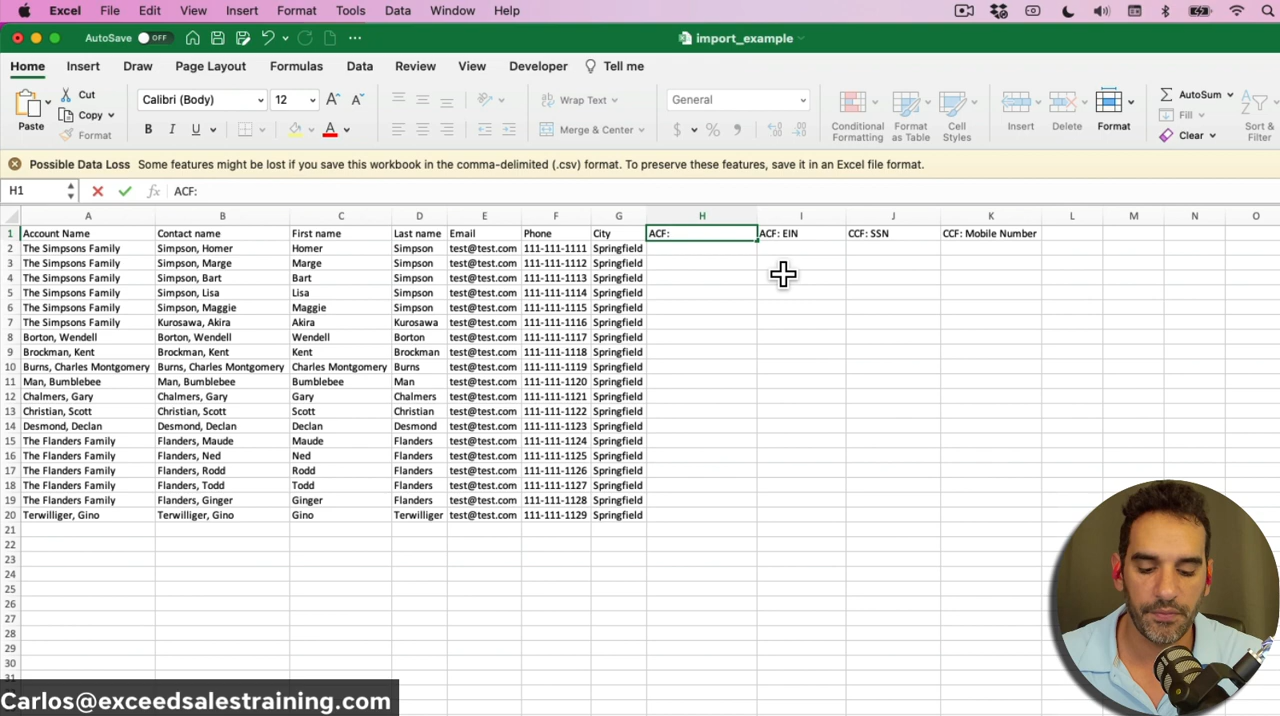 Excel File Edit View Insert Format Tools Data Window Help
AutoSave OFF import_example
Home Insert Draw Page Layout Formulas Data Review View Developer Tell me
Paste Cut Copy Format Calibri (Body) 12 A A B I U A Wrap Text Merge & Center General $ % Conditional Formatting Format as Table Cell Styles Insert Delete Format AutoSum Fill Clear Sort & Filter
Possible Data Loss Some features might be lost if you save this workbook in the comma-delimited (.csv) format. To preserve these features, save it in an Excel file format.
H1 fx ACF:
A B C D E F G H I J K L M N O
1 Account Name Contact name First name Last name Email Phone City ACF: ACF: EIN CCF: SSN CCF: Mobile Number
2 The Simpsons Family Simpson, Homer Homer Simpson test@test.com 111-111-1111 Springfield
3 The Simpsons Family Simpson, Marge Marge Simpson test@test.com 111-111-1112 Springfield
4 The Simpsons Family Simpson, Bart Bart Simpson test@test.com 111-111-1113 Springfield
5 The Simpsons Family Simpson, Lisa Lisa Simpson test@test.com 111-111-1114 Springfield
6 The Simpsons Family Simpson, Maggie Maggie Simpson test@test.com 111-111-1115 Springfield
7 The Simpsons Family Kurosawa, Akira Akira Kurosawa test@test.com 111-111-1116 Springfield
8 Borton, Wendell Borton, Wendell Wendell Borton test@test.com 111-111-1117 Springfield
9 Brockman, Kent Brockman, Kent Kent Brockman test@test.com 111-111-1118 Springfield
10 Burns, Charles Montgomery Burns, Charles Montgomery Charles Montgomery Burns test@test.com 111-111-1119 Springfield
11 Man, Bumblebee Man, Bumblebee Bumblebee Man test@test.com 111-111-1120 Springfield
12 Chalmers, Gary Chalmers, Gary Gary Chalmers test@test.com 111-111-1121 Springfield
13 Christian, Scott Christian, Scott Scott Christian test@test.com 111-111-1122 Springfield
14 Desmond, Declan Desmond, Declan Declan Desmond test@test.com 111-111-1123 Springfield
15 The Flanders Family Flanders, Maude Maude Flanders test@test.com 111-111-1124 Springfield
16 The Flanders Family Flanders, Ned Ned Flanders test@test.com 111-111-1125 Springfield
17 The Flanders Family Flanders, Rodd Rodd Flanders test@test.com 111-111-1126 Springfield
18 The Flanders Family Flanders, Todd Todd Flanders test@test.com 111-111-1127 Springfield
19 The Flanders Family Flanders, Ginger Ginger Flanders test@test.com 111-111-1128 Springfield
20 Terwilliger, Gino Terwilliger, Gino Gino Terwilliger test@test.com 111-111-1129 Springfield
21
22
23
24
25
26
27
28
29
30
31
Carlos@exceedsalestraining.com